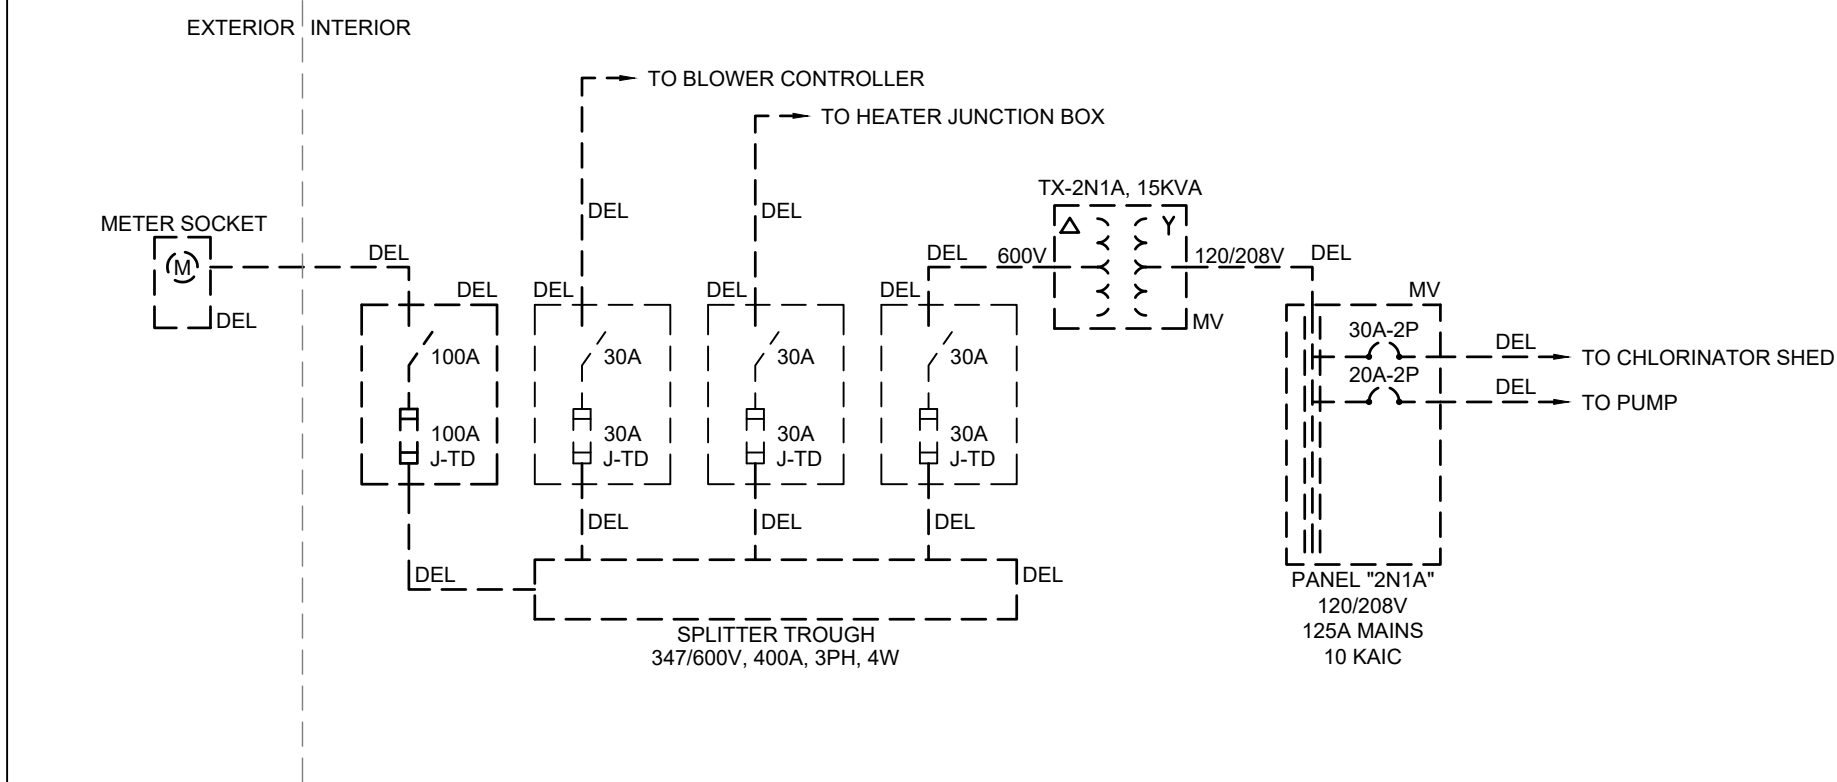 EXTERIOR INTERIOR
TO BLOWER CONTROLLER
TO HEATER JUNCTION BOX
TX-2N1A, 15KVA
DEL
DEL
METER SOCKET
M
DEL
DEL
DEL
600V
120/208V
DEL
DEL
DEL
DEL
DEL
MV
MV
DEL
100A
30A
30A
30A
30A-2P
DEL
TO CHLORINATOR SHED
20A-2P
DEL
TO PUMP
100A
J-TD
30A
J-TD
30A
J-TD
30A
J-TD
DEL
DEL
DEL
DEL
DEL
SPLITTER TROUGH
347/600V, 400A, 3PH, 4W
PANEL "2N1A"
120/208V
125A MAINS
10 KAIC